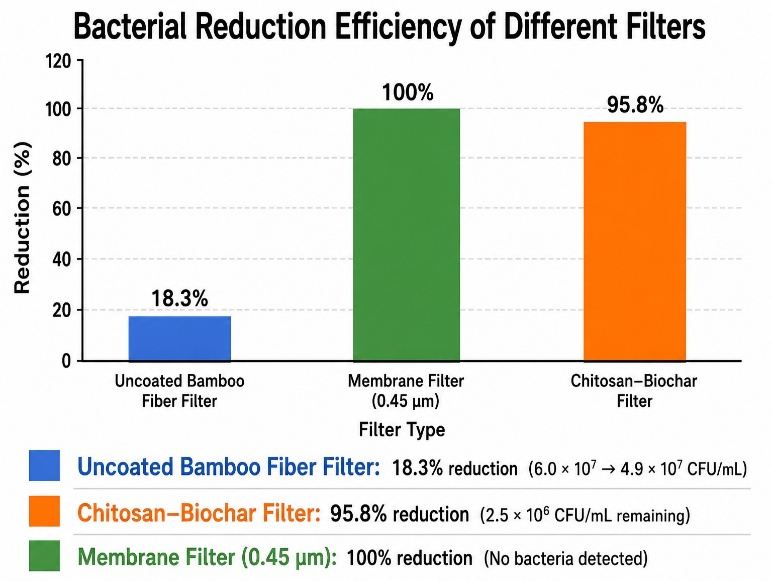 Bacterial Reduction Efficiency of Different Filters
Reduction (%)
120
100
80
60
40
20
0
18.3%
100%
95.8%
Uncoated Bamboo
Fiber Filter
Membrane Filter
(0.45 µm)
Chitosan–Biochar
Filter
Filter Type
Uncoated Bamboo Fiber Filter: 18.3% reduction (6.0 × 10⁷ → 4.9 × 10⁷ CFU/mL)
Chitosan–Biochar Filter: 95.8% reduction (2.5 × 10⁶ CFU/mL remaining)
Membrane Filter (0.45 µm): 100% reduction (No bacteria detected)